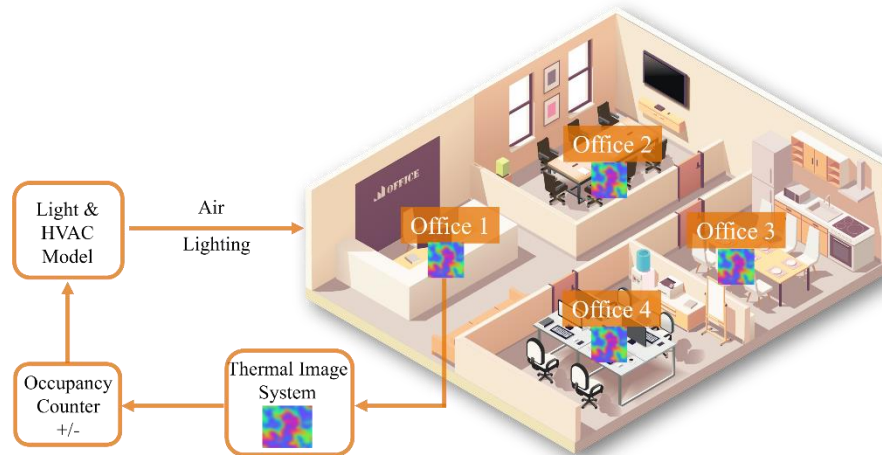 Office 2
OFFICE
Light &
HVAC
Model
Air
Lighting
Office 1
Office 3
Office 4
Thermal Image
System
Occupancy
Counter
+/-